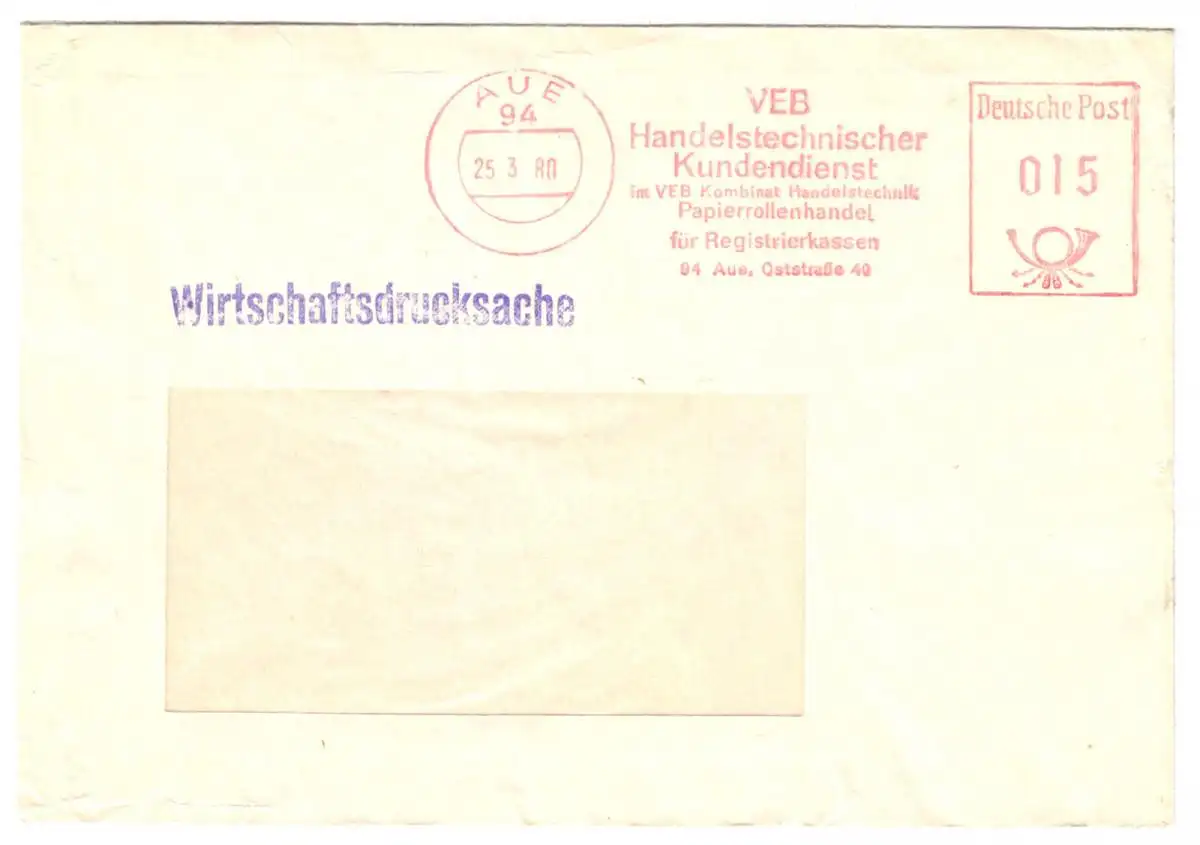 AUE
94
25 3 80
VEB
Handelstechnischer
Kundendienst
im VEB Kombinat Handelstechnik
Papierrollenhandel
für Registrierkassen
94 Aue, Oststraße 40
Deutsche Post
015
Wirtschaftsdrucksache